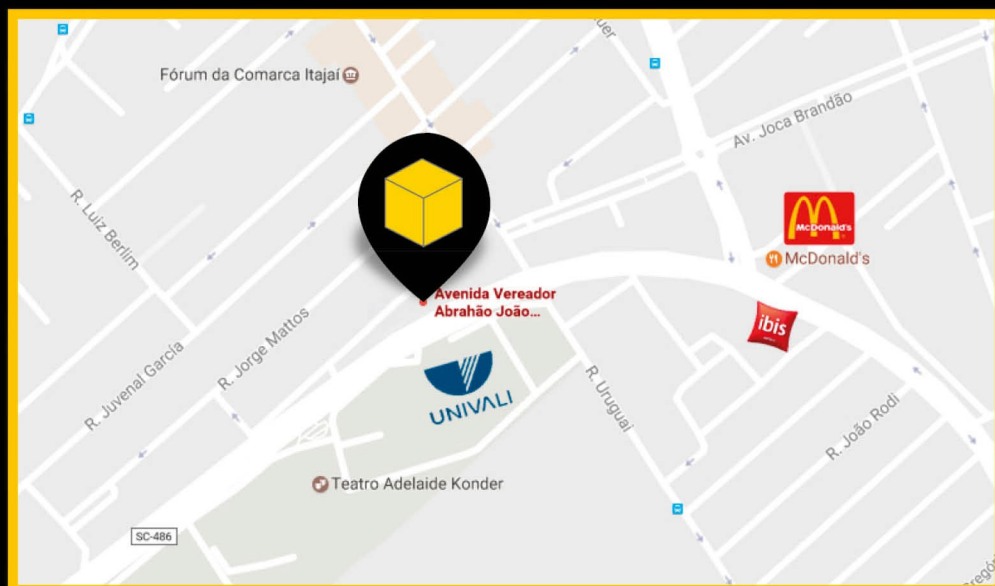 Fórum da Comarca Itajaí
Av. Joca Brandão
R. Luiz Berlim
McDonald's
McDonald's
Avenida Vereador
Abrahão João...
ibis
R. Juvenal Garcia
R. Jorge Mattos
UNIVALI
R. Uruguai
R. João Rodi
Teatro Adelaide Konder
SC-486